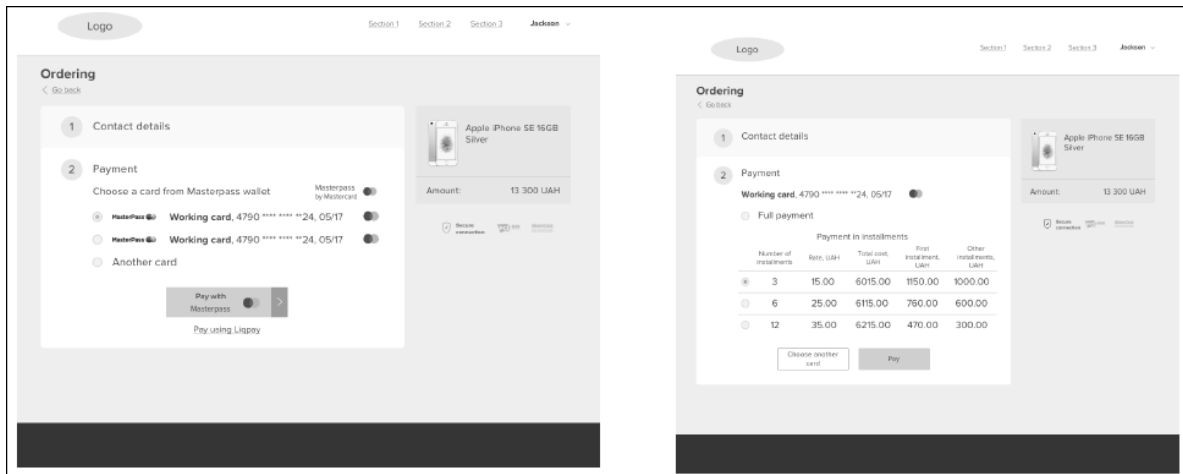 Logo
Section 1 Section 2 Section 3 Jackson
Ordering
Go back
1 Contact details
2 Payment
Choose a card from Masterpass wallet
Masterpass
by Mastercard
MasterPass Working card, 4790 **** **** **24, 05/17
MasterPass Working card, 4790 **** **** **24, 05/17
Another card
Pay with
Masterpass
Pay using Liqpay
Apple iPhone SE 16GB
Silver
Amount: 13 300 UAH
Secure
connection
Logo
Section 1 Section 2 Section 3 Jackson
Ordering
Go back
1 Contact details
2 Payment
Working card, 4790 **** **** **24, 05/17
Full payment
Payment in installments
Number of
installments
Rate, UAH
Total cost,
UAH
First
installment,
UAH
Other
installments,
UAH
3 15.00 6015.00 1150.00 1000.00
6 25.00 6115.00 760.00 600.00
12 35.00 6215.00 470.00 300.00
Choose another
card
Pay
Apple iPhone SE 16GB
Silver
Amount: 13 300 UAH
Secure
connection